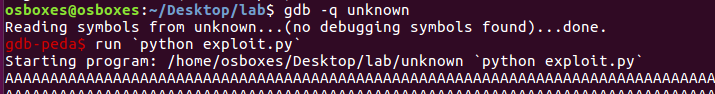 osboxes@osboxes:~/Desktop/lab$ gdb -q unknown
Reading symbols from unknown...(no debugging symbols found)...done.
gdb-peda$ run `python exploit.py`
Starting program: /home/osboxes/Desktop/lab/unknown `python exploit.py`
AAAAAAAAAAAAAAAAAAAAAAAAAAAAAAAAAAAAAAAAAAAAAAAAAAAAAAAAAAAAAAAAAAAAAAAAAAAAAAAAAAA